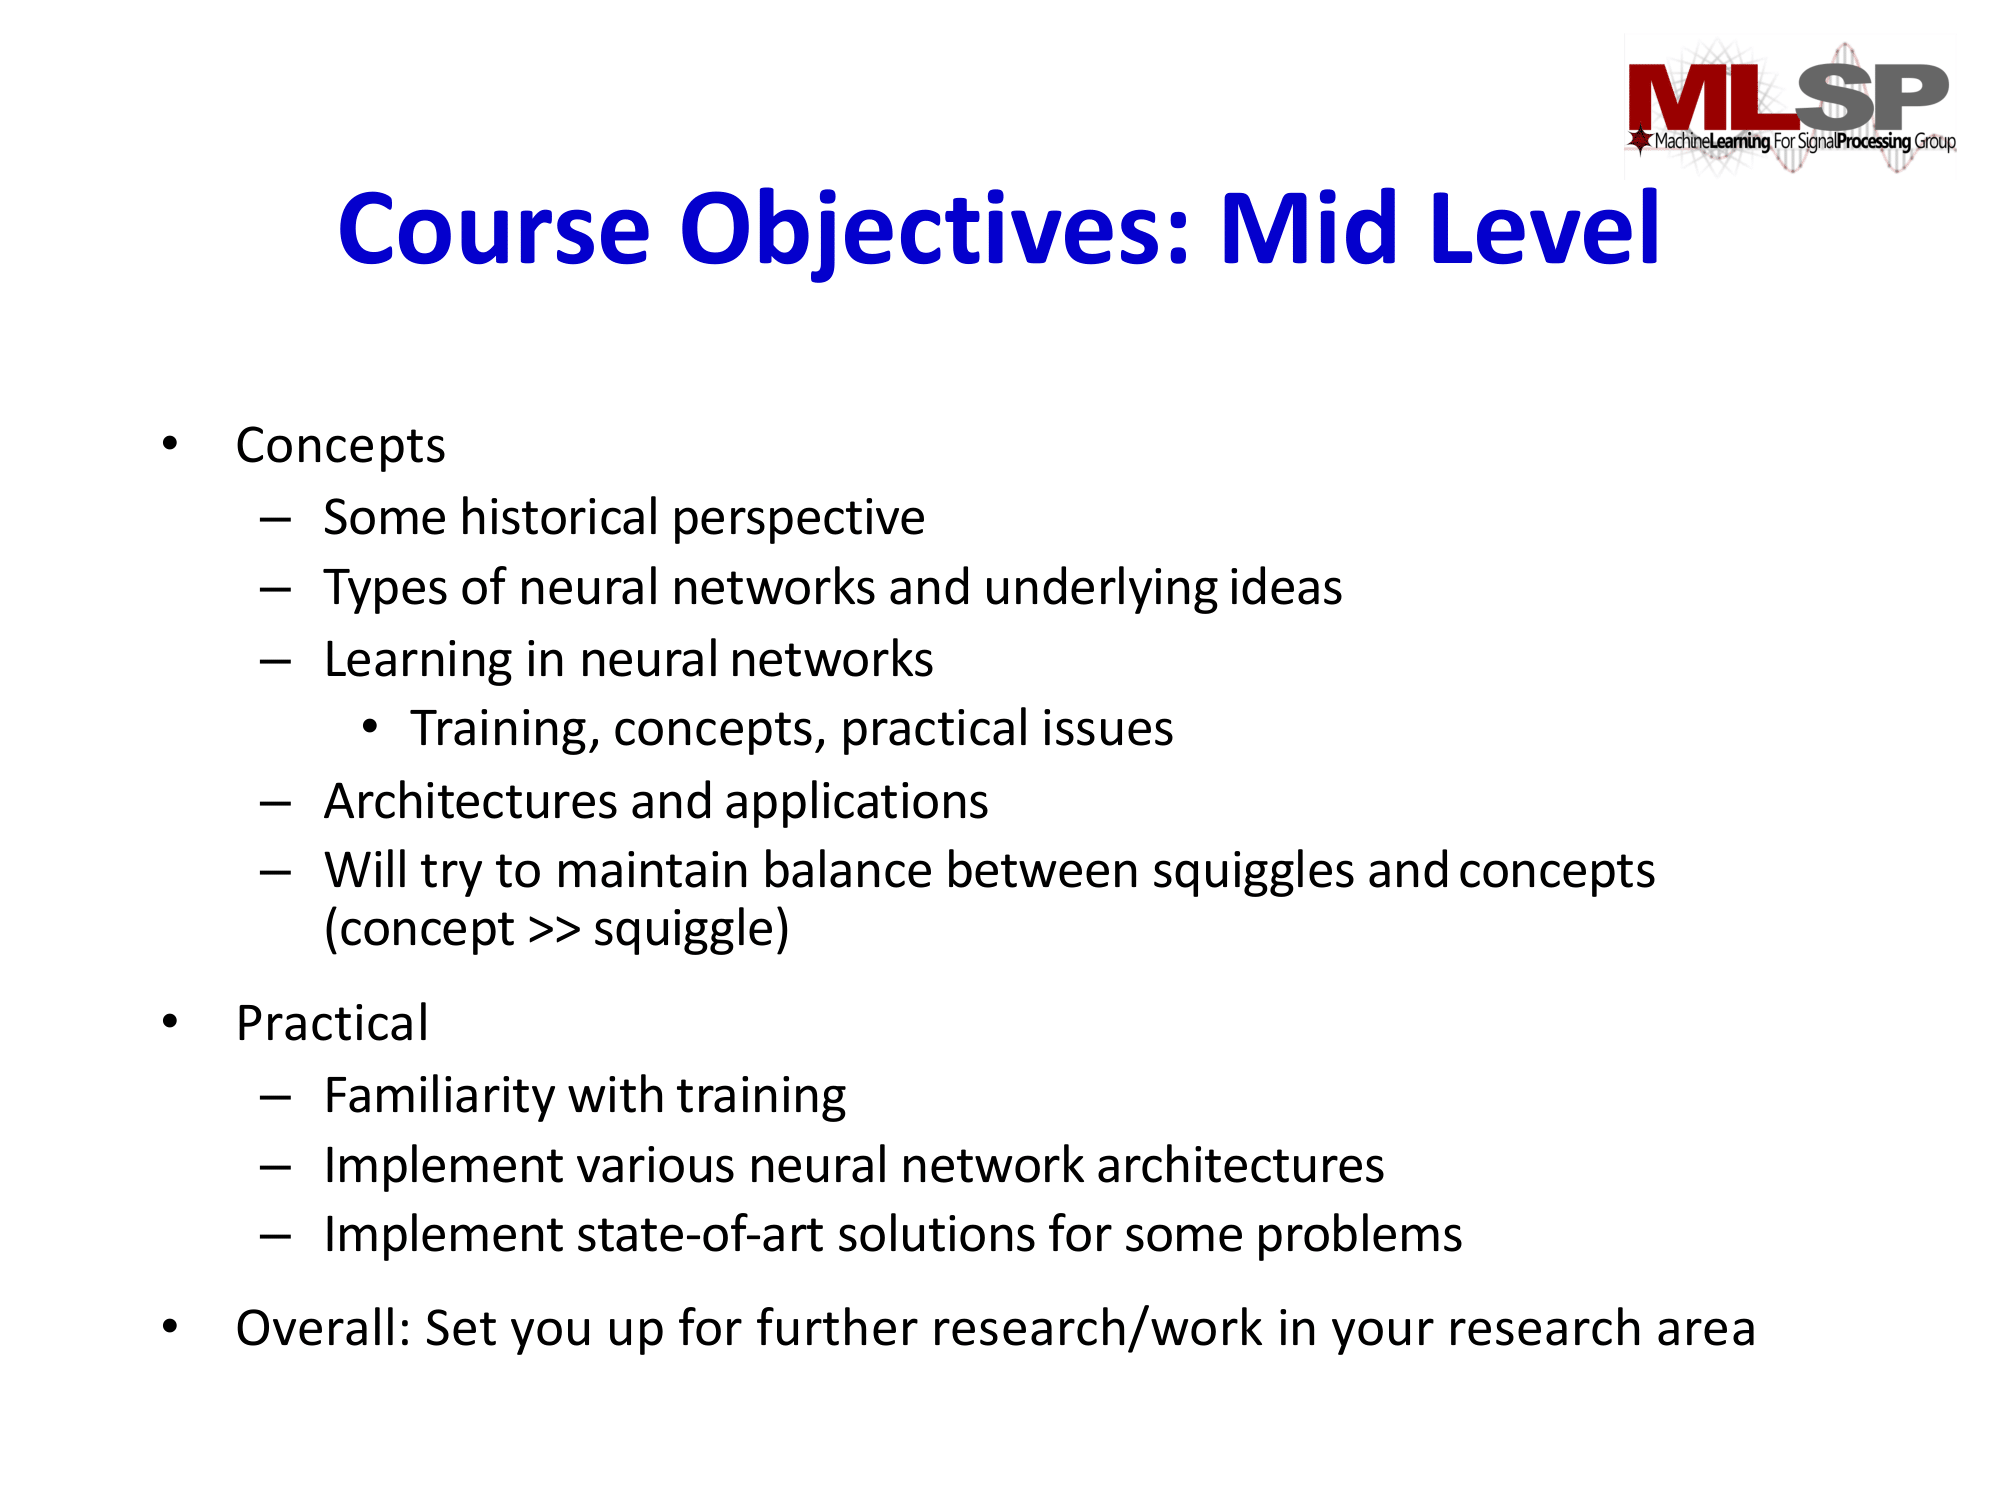 MLSP
MachineLearning For SignalProcessing Group
Course Objectives: Mid Level
• Concepts
– Some historical perspective
– Types of neural networks and underlying ideas
– Learning in neural networks
• Training, concepts, practical issues
– Architectures and applications
– Will try to maintain balance between squiggles and concepts
(concept >> squiggle)
• Practical
– Familiarity with training
– Implement various neural network architectures
– Implement state-of-art solutions for some problems
• Overall: Set you up for further research/work in your research area